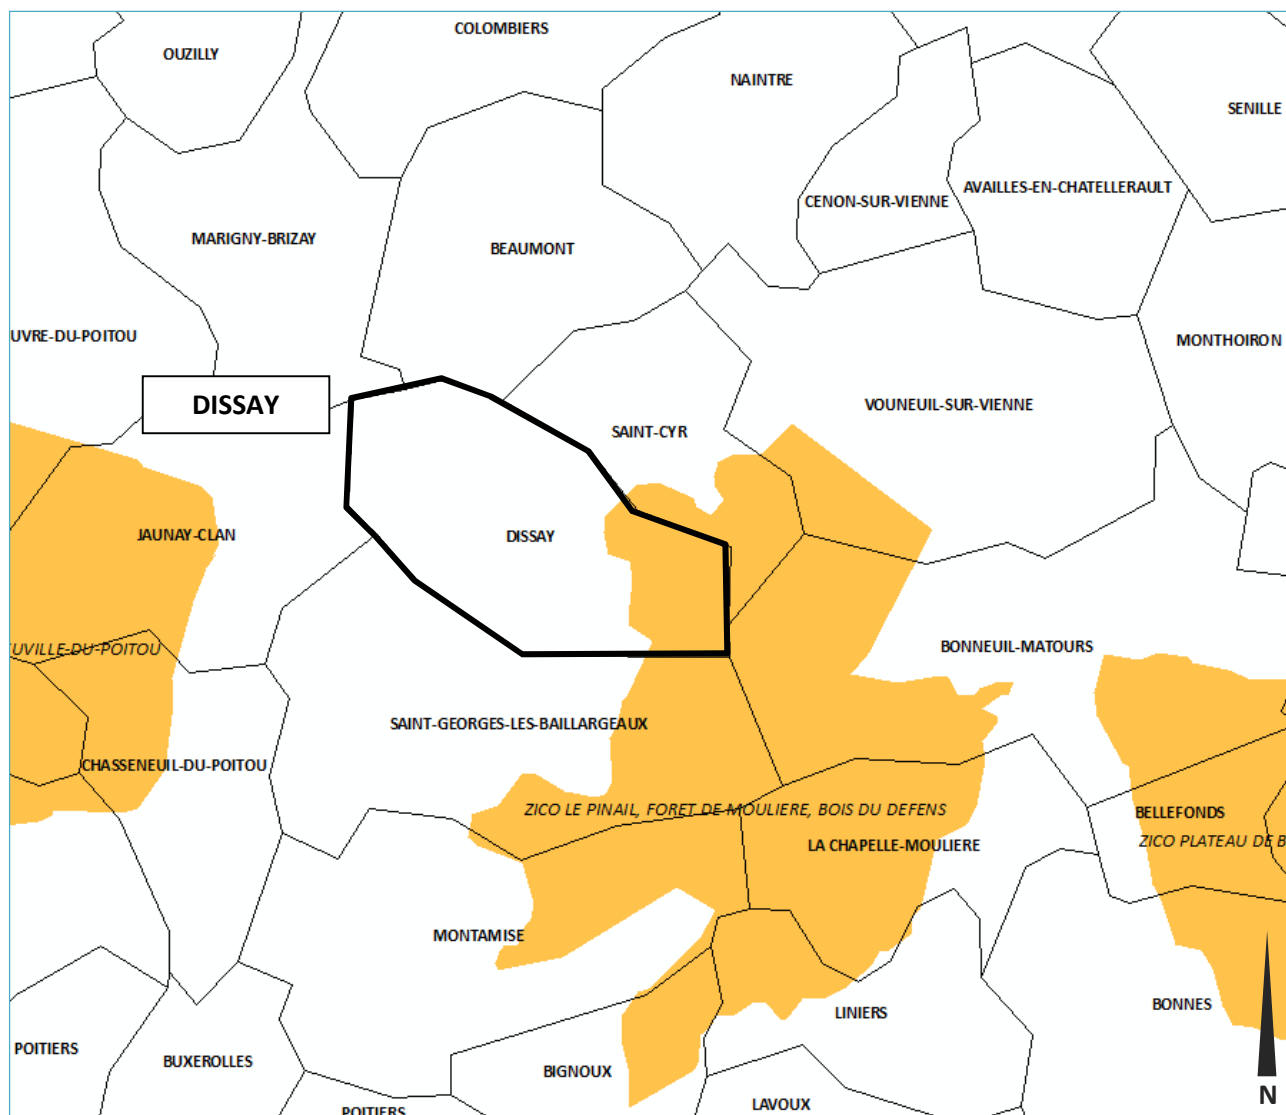 COLOMBIERS
OUZILLY
NAINTRE
SENILLE
AVAILLES-EN-CHATELLERAULT
CENON-SUR-VIENNE
MARIGNY-BRIZAY
BEAUMONT
UVRE-DU-POITOU
MONTHOIRON
DISSAY
VOUNEUIL-SUR-VIENNE
SAINT-CYR
JAUNAY-CLAN
DISSAY
UVILLE-DU-POITOU
BONNEUIL-MATOURS
SAINT-GEORGES-LES-BAILLARGEAUX
CHASSENEUIL-DU-POITOU
ZICO LE PINAIL, FORET DE MOULIERE, BOIS DU DEFENS
BELLEFONDS
LA CHAPELLE-MOULIERE
ZICO PLATEAU DE B
MONTAMISE
BONNES
LINIERS
POITIERS
BUXEROLLES
BIGNOUX
N
LAVOUX
POITIERS